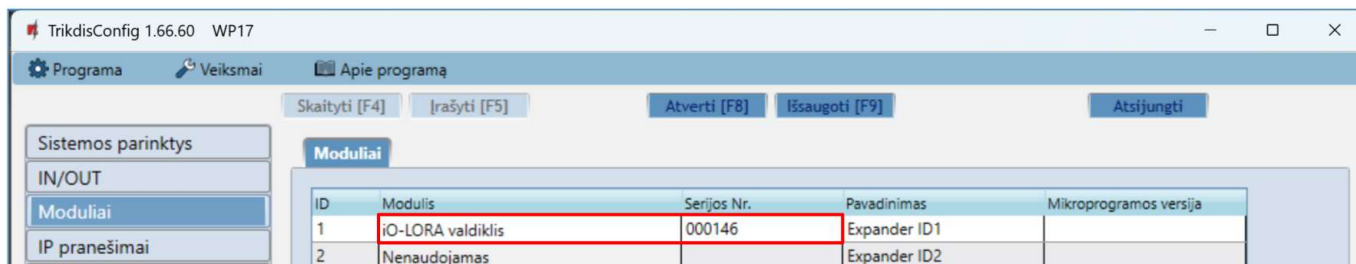 TrikdisConfig 1.66.60 WP17
Programa Veiksmai Apie programą
Skaityti [F4] Įrašyti [F5] Atverti [F8] Išsaugoti [F9] Atsijungti
Sistemos parinktys
Moduliai
IN/OUT
Moduliai
ID Modulis Serijos Nr. Pavadinimas Mikroprogramos versija
1 iO-LORA valdiklis 000146 Expander ID1
IP pranešimai
2 Nenaudojamas Expander ID2